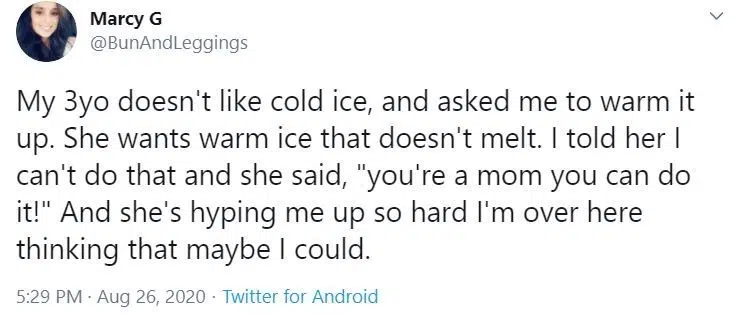 Marcy G
@BunAndLeggings
My 3yo doesn't like cold ice, and asked me to warm it
up. She wants warm ice that doesn't melt. I told her I
can't do that and she said, "you're a mom you can do
it!" And she's hyping me up so hard I'm over here
thinking that maybe I could.
5:29 PM · Aug 26, 2020 · Twitter for Android